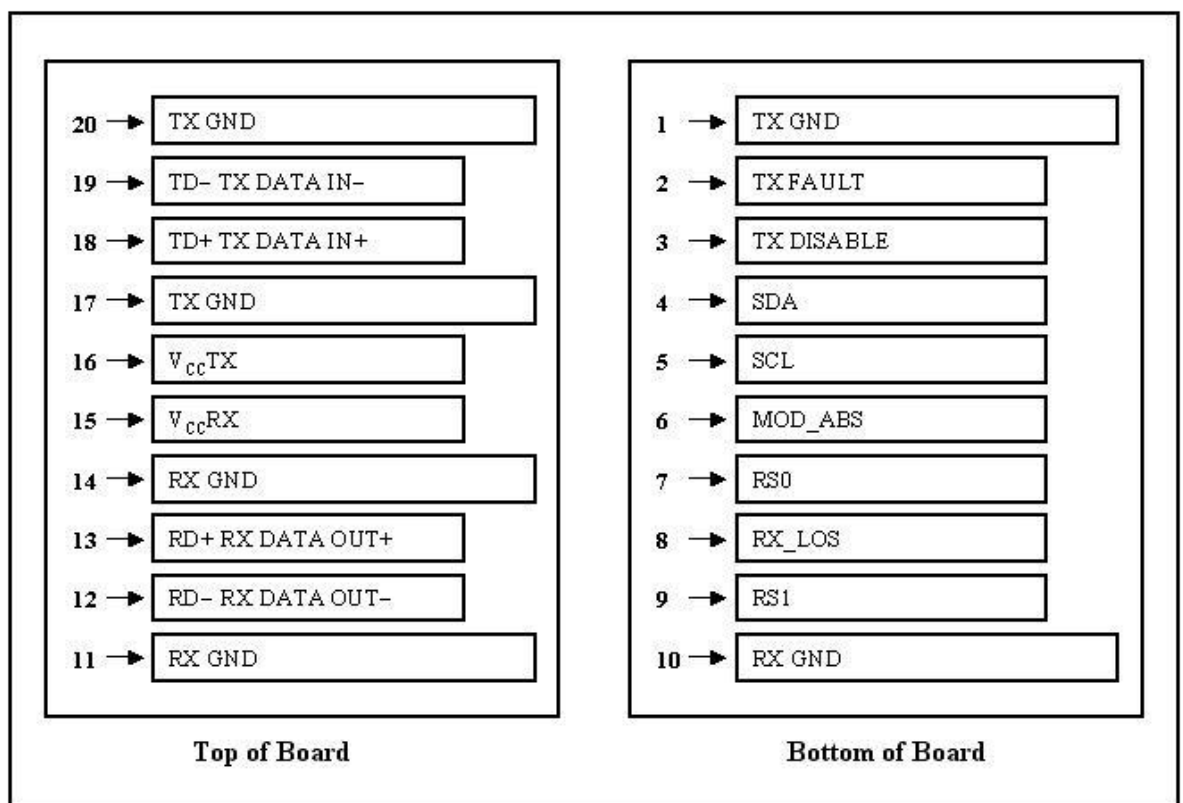 20 TX GND
19 TD– TX DATA IN–
18 TD+ TX DATA IN+
17 TX GND
16 VCCTX
15 VCCRX
14 RX GND
13 RD+ RX DATA OUT+
12 RD– RX DATA OUT–
11 RX GND
Top of Board
1 TX GND
2 TX FAULT
3 TX DISABLE
4 SDA
5 SCL
6 MOD_ABS
7 RS0
8 RX_LOS
9 RS1
10 RX GND
Bottom of Board